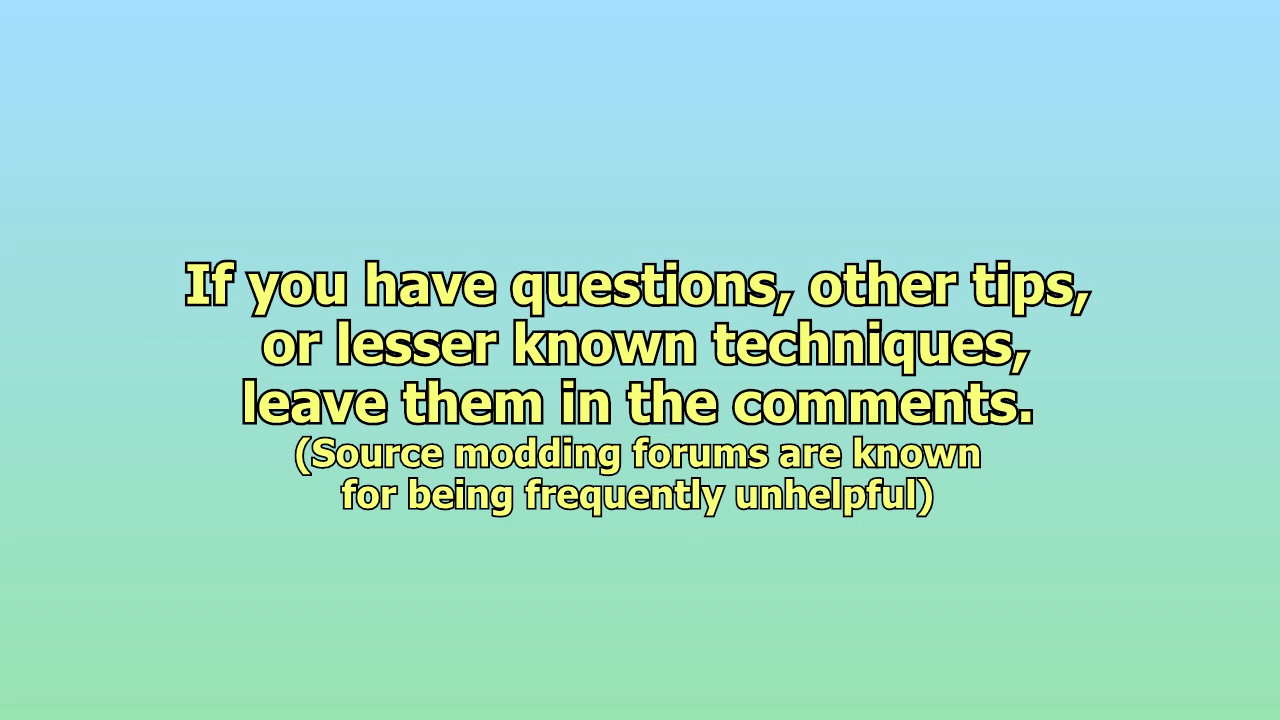 If you have questions, other tips,
or lesser known techniques,
leave them in the comments.
(Source modding forums are known
for being frequently unhelpful)